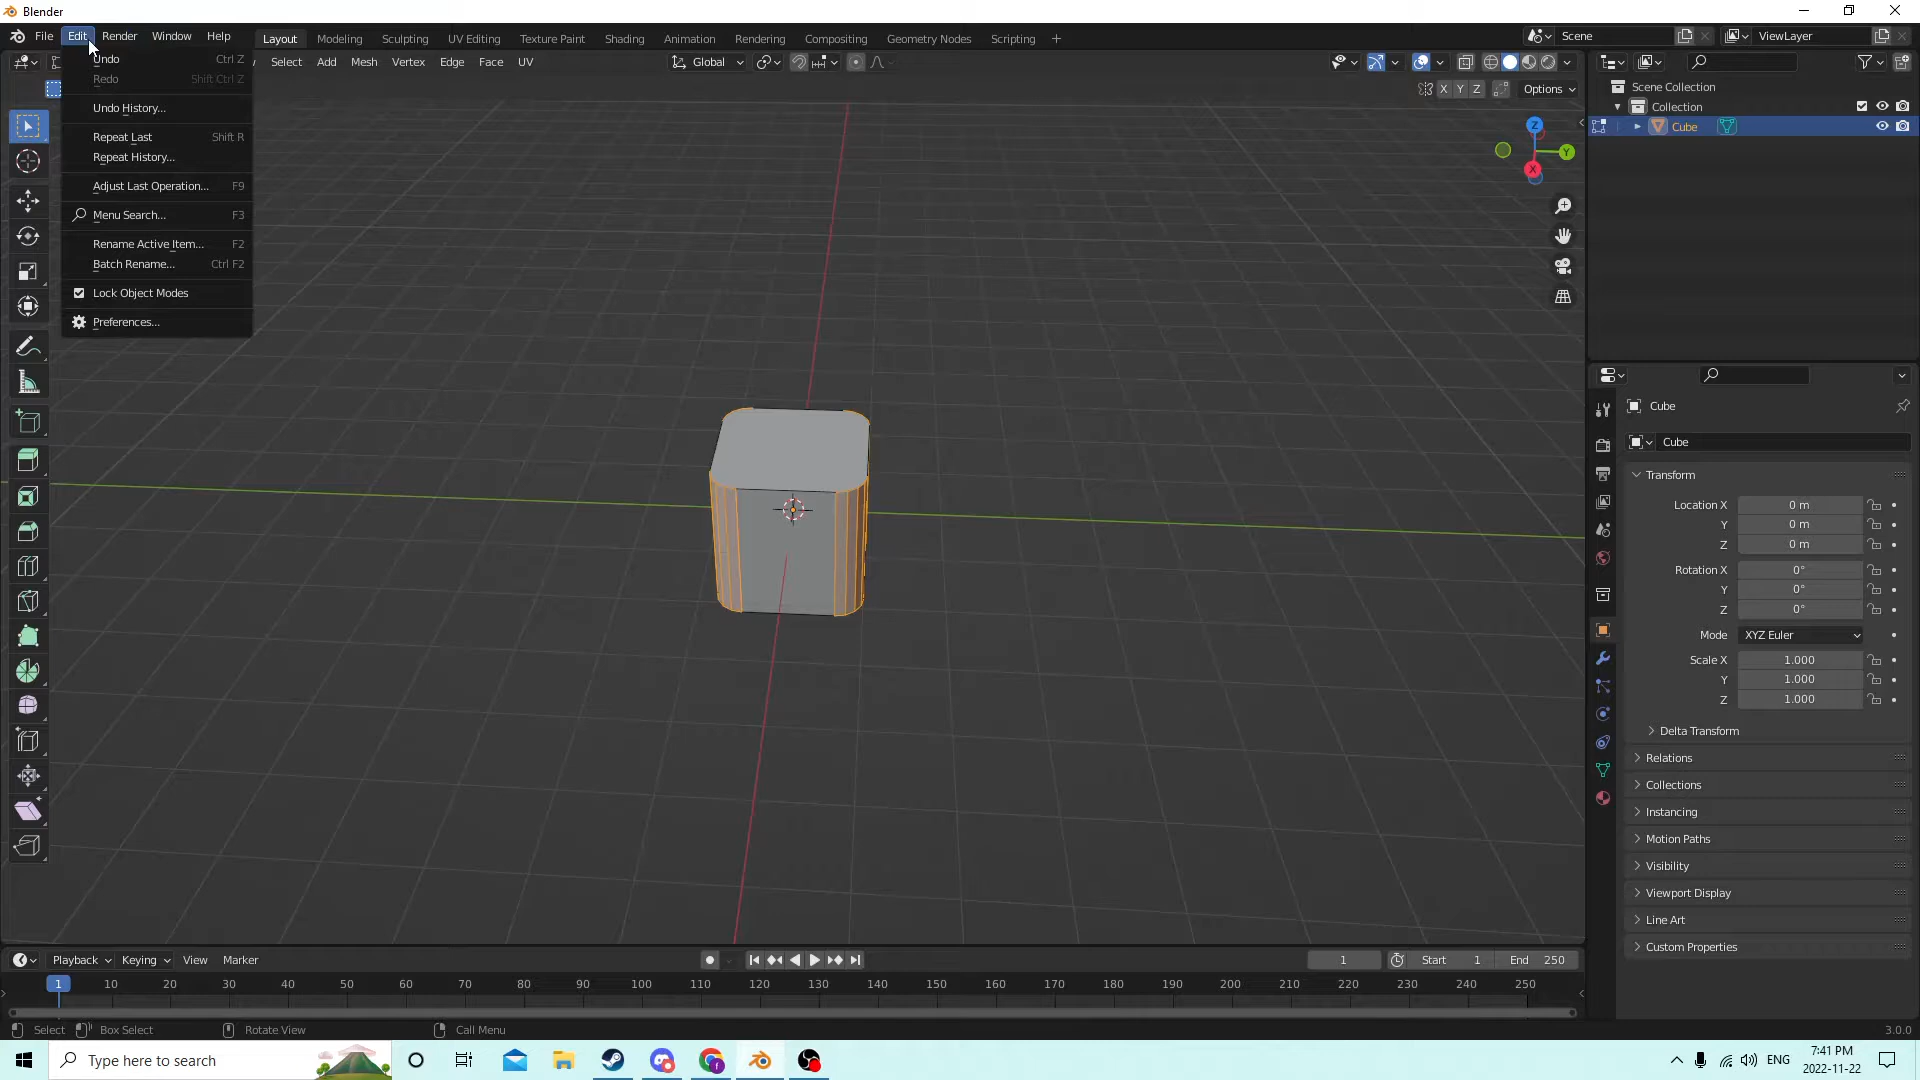 Blender
File Edit Render Window Help Layout Modeling Sculpting UV Editing Texture Paint Shading Animation Rendering Compositing Geometry Nodes Scripting + Scene ViewLayer
Select Add Mesh Vertex Edge Face UV Global
X Y Z Options
Undo Ctrl Z
Redo Shift Ctrl Z
Undo History...
Repeat Last Shift R
Repeat History...
Adjust Last Operation... F9
Menu Search... F3
Rename Active Item... F2
Batch Rename... Ctrl F2
Lock Object Modes
Preferences...
Z
Y
X
Scene Collection
Collection
Cube
Cube
Cube
Transform
Location X 0 m
Y 0 m
Z 0 m
Rotation X 0°
Y 0°
Z 0°
Mode XYZ Euler
Scale X 1.000
Y 1.000
Z 1.000
Delta Transform
Relations
Collections
Instancing
Motion Paths
Visibility
Viewport Display
Line Art
Custom Properties
Playback Keying View Marker 1 Start 1 End 250
1 10 20 30 40 50 60 70 80 90 100 110 120 130 140 150 160 170 180 190 200 210 220 230 240 250
Select Box Select Rotate View Call Menu 3.0.0
Type here to search ENG 7:41 PM
2022-11-22